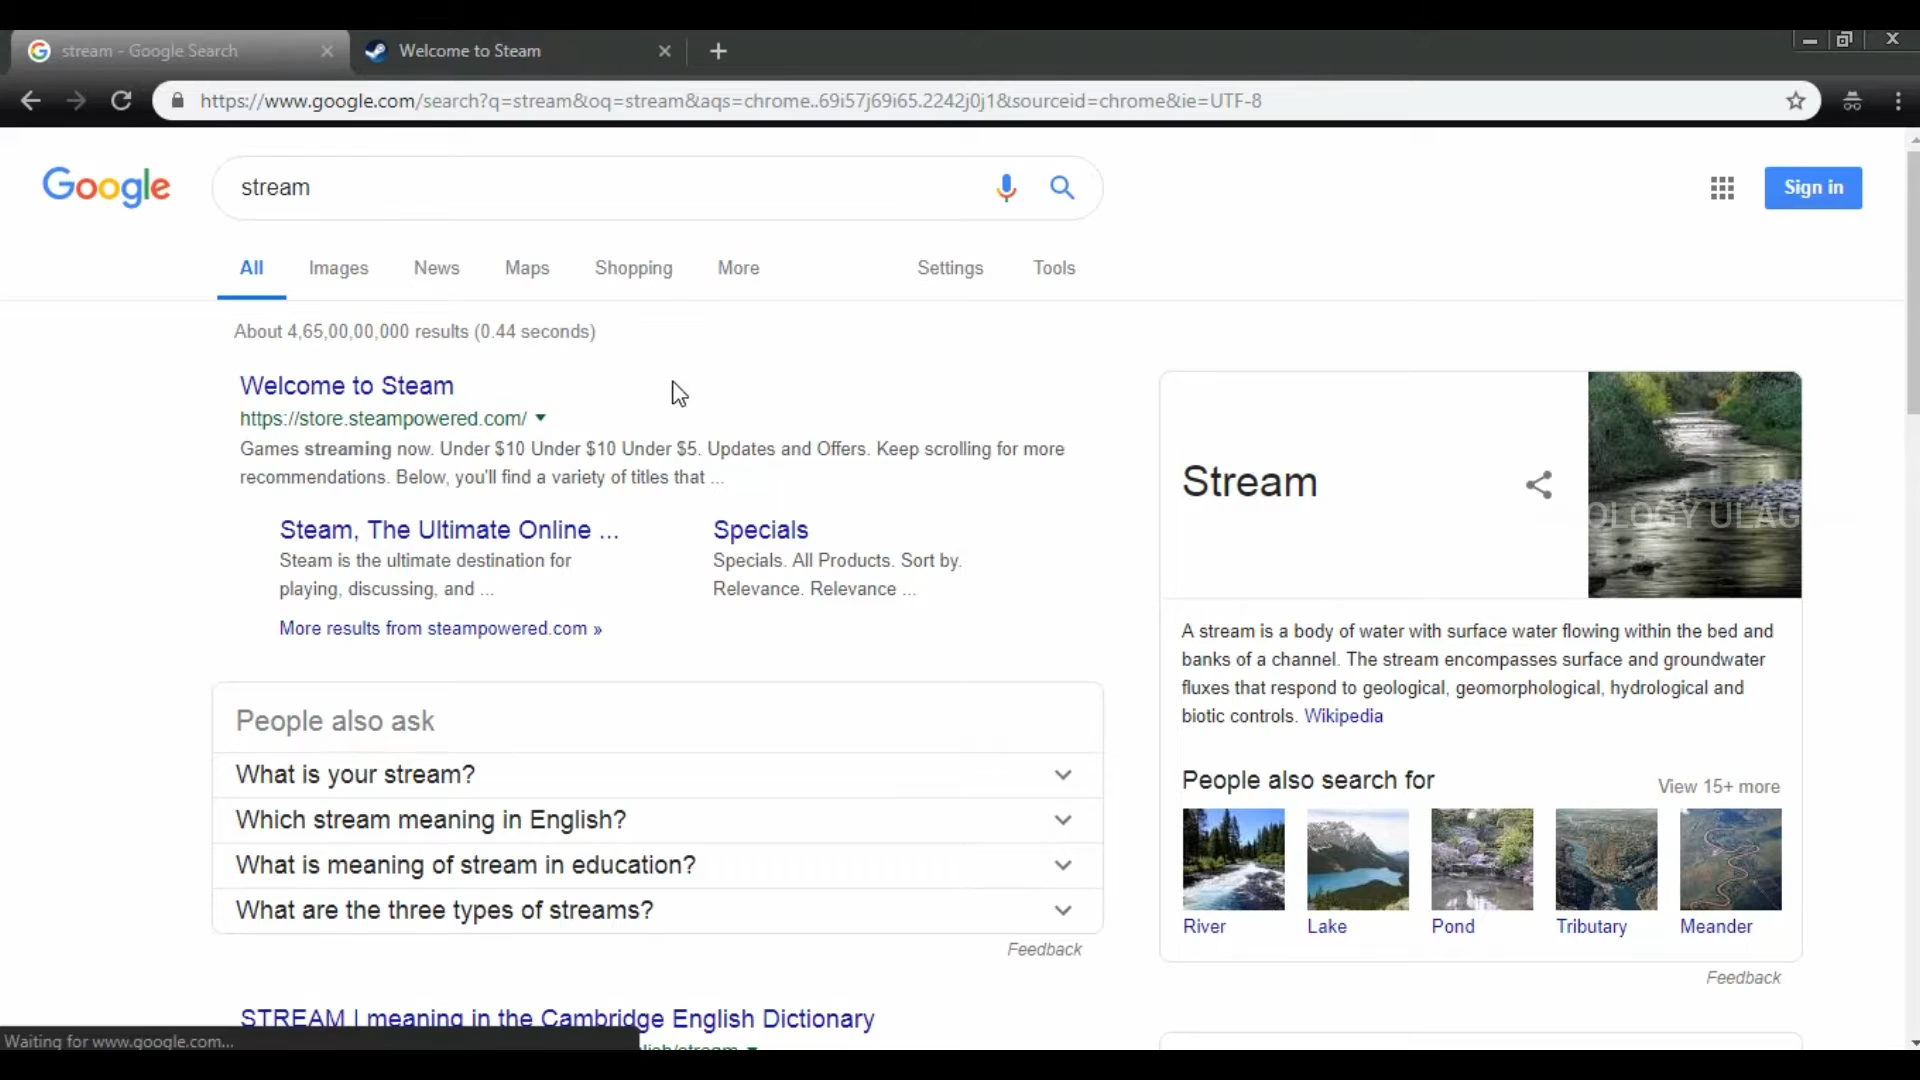 stream - Google Search
Welcome to Steam
https://www.google.com/search?q=stream&oq=stream&aqs=chrome..69i57j69i65.2242j0j1&sourceid=chrome&ie=UTF-8
Google
stream
Sign in
All Images News Maps Shopping More Settings Tools
About 4,65,00,00,000 results (0.44 seconds)
Welcome to Steam
https://store.steampowered.com/
Games streaming now. Under $10 Under $10 Under $5. Updates and Offers. Keep scrolling for more
recommendations. Below, you'll find a variety of titles that ...
Steam, The Ultimate Online ...
Steam is the ultimate destination for
playing, discussing, and ...
Specials
Specials. All Products. Sort by.
Relevance. Relevance ...
More results from steampowered.com »
People also ask
What is your stream?
Which stream meaning in English?
What is meaning of stream in education?
What are the three types of streams?
Feedback
STREAM | meaning in the Cambridge English Dictionary
Waiting for www.google.com...
Stream
OLOGY ULAG
A stream is a body of water with surface water flowing within the bed and
banks of a channel. The stream encompasses surface and groundwater
fluxes that respond to geological, geomorphological, hydrological and
biotic controls. Wikipedia
People also search for
View 15+ more
River Lake Pond Tributary Meander
Feedback